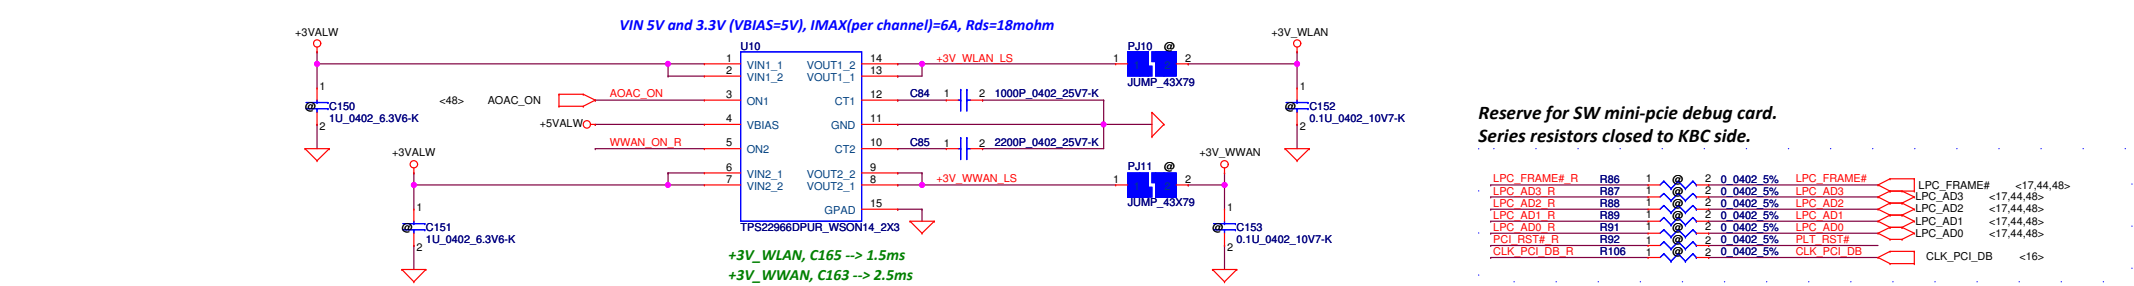 VIN 5V and 3.3V (VBIAS=5V), IMAX(per channel)=6A, Rds=18mohm
+3VALW
U10
PJ10 @
+3V_WLAN
1 VIN1_1 VOUT1_2 14 +3V_WLAN_LS 1 1 2 2
2 VIN1_2 VOUT1_1 13
JUMP_43X79
1
@ C150
1U_0402_6.3V6-K
2
<48> AOAC_ON AOAC_ON 3 ON1 CT1 12 C84 1 2 1000P_0402_25V7-K
1
@ C152
0.1U_0402_10V7-K
2
+5VALW 4 VBIAS GND 11
WWAN_ON_R 5 ON2 CT2 10 C85 1 2 2200P_0402_25V7-K
+3VALW
PJ11 @
+3V_WWAN
6 VIN2_1 VOUT2_2 9
7 VIN2_2 VOUT2_1 8 +3V_WWAN_LS 1 1 2 2
JUMP_43X79
GPAD 15
TPS22966DPUR_WSON14_2X3
1
@ C151
1U_0402_6.3V6-K
2
1
@ C153
0.1U_0402_10V7-K
2
+3V_WLAN, C165 --> 1.5ms
+3V_WWAN, C163 --> 2.5ms
Reserve for SW mini-pcie debug card.
Series resistors closed to KBC side.
LPC_FRAME#_R R86 1 @ 2 0_0402_5% LPC_FRAME# LPC_FRAME# <17,44,48>
LPC_AD3_R R87 1 @ 2 0_0402_5% LPC_AD3 LPC_AD3 <17,44,48>
LPC_AD2_R R88 1 @ 2 0_0402_5% LPC_AD2 LPC_AD2 <17,44,48>
LPC_AD1_R R89 1 @ 2 0_0402_5% LPC_AD1 LPC_AD1 <17,44,48>
LPC_AD0_R R91 1 @ 2 0_0402_5% LPC_AD0 LPC_AD0 <17,44,48>
PCI_RST#_R R92 1 @ 2 0_0402_5% PLT_RST#
CLK_PCI_DB_R R106 1 @ 2 0_0402_5% CLK_PCI_DB CLK_PCI_DB <16>